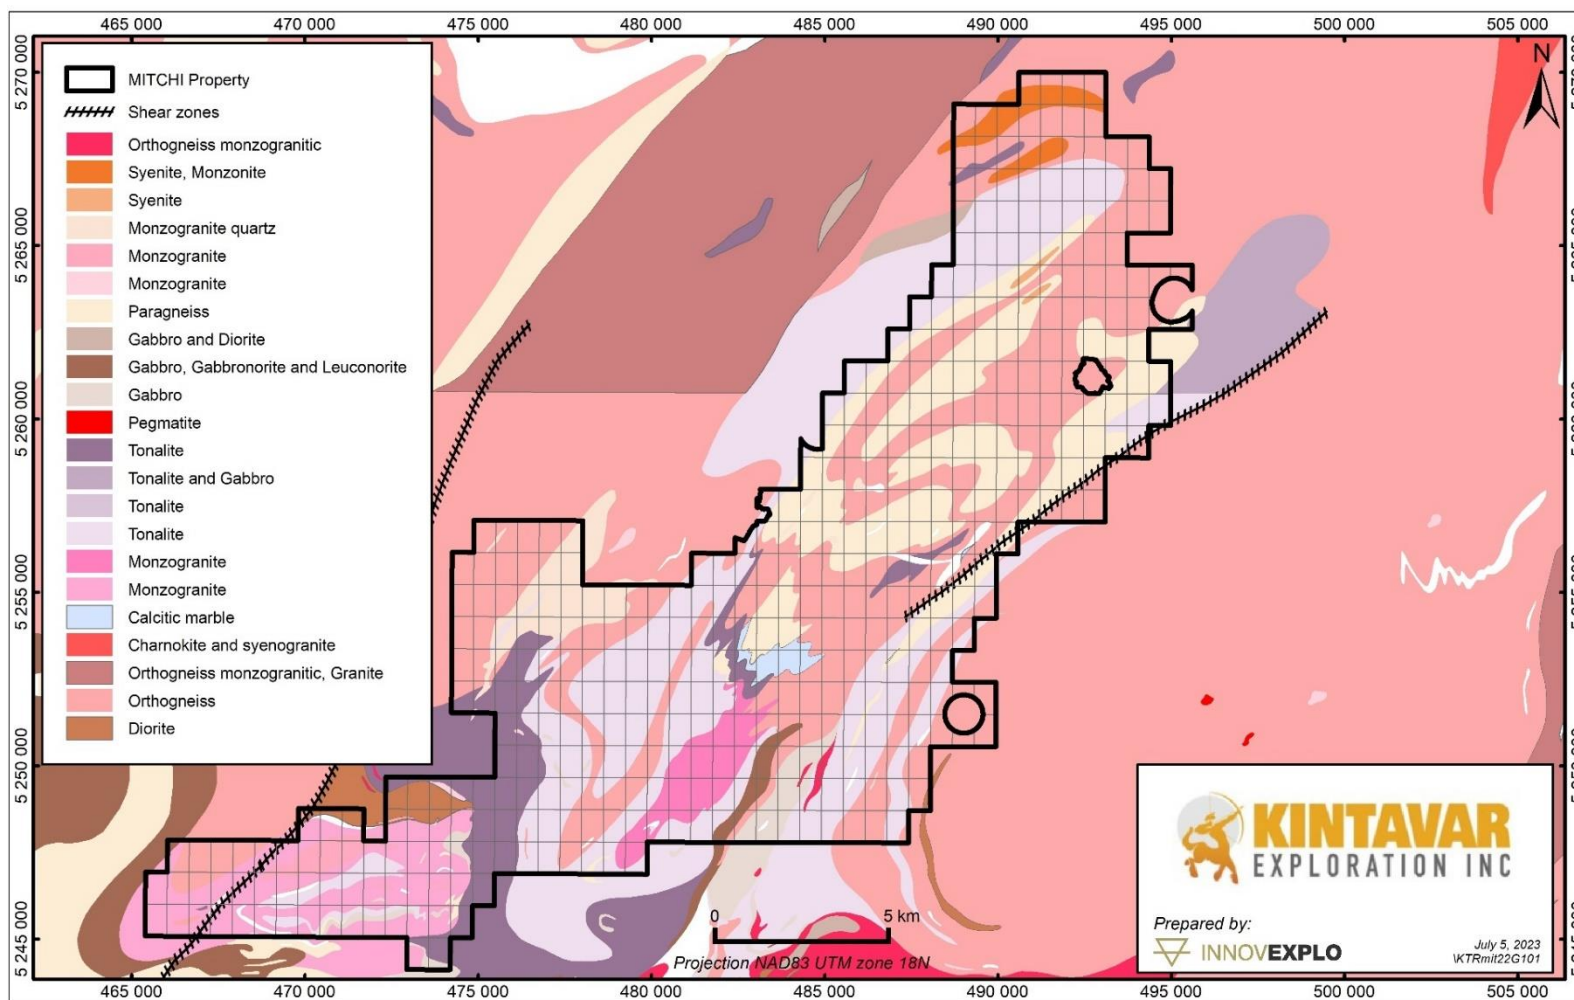 465 000 470 000 475 000 480 000 485 000 490 000 495 000 500 000 505 000
5 270 000
5 265 000
5 260 000
5 255 000
5 250 000
5 245 000
MITCHI Property
Shear zones
Orthogneiss monzogranitic
Syenite, Monzonite
Syenite
Monzogranite quartz
Monzogranite
Monzogranite
Paragneiss
Gabbro and Diorite
Gabbro, Gabbronorite and Leuconorite
Gabbro
Pegmatite
Tonalite
Tonalite and Gabbro
Tonalite
Tonalite
Monzogranite
Monzogranite
Calcitic marble
Charnokite and syenogranite
Orthogneiss monzogranitic, Granite
Orthogneiss
Diorite
N
0 5 km
Projection NAD83 UTM zone 18N
KINTAVAR
EXPLORATION INC
Prepared by:
INNOVEXPLO
July 5, 2023
\KTRmit22G101
465 000 470 000 475 000 480 000 485 000 490 000 495 000 500 000 505 000